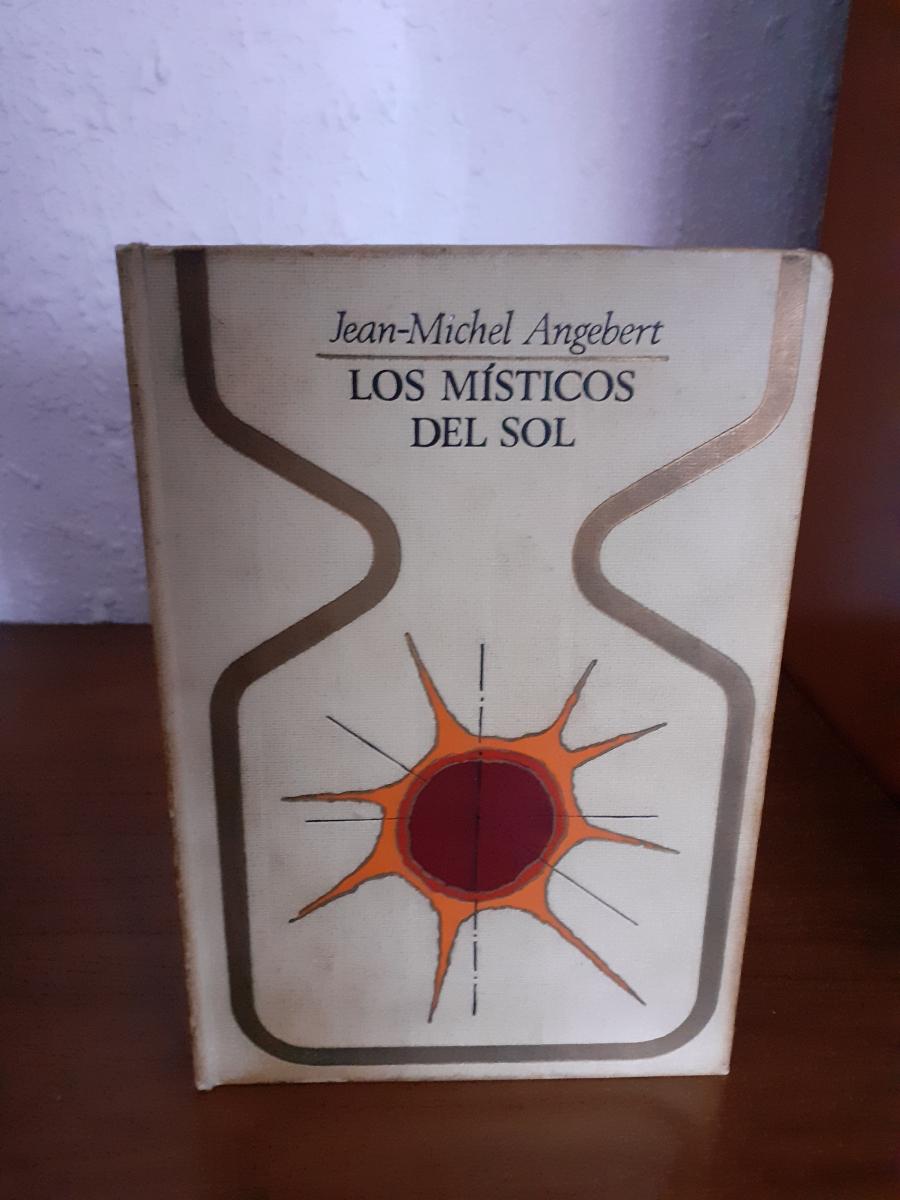 Jean-Michel Angebert
LOS MÍSTICOS
DEL SOL